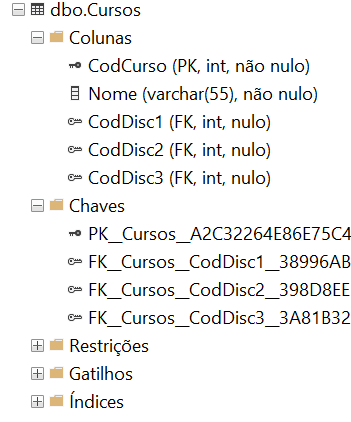 dbo.Cursos
Colunas
CodCurso (PK, int, não nulo)
Nome (varchar(55), não nulo)
CodDisc1 (FK, int, nulo)
CodDisc2 (FK, int, nulo)
CodDisc3 (FK, int, nulo)
Chaves
PK__Cursos__A2C32264E86E75C4
FK__Cursos__CodDisc1__38996AB
FK__Cursos__CodDisc2__398D8EE
FK__Cursos__CodDisc3__3A81B32
Restrições
Gatilhos
Índices